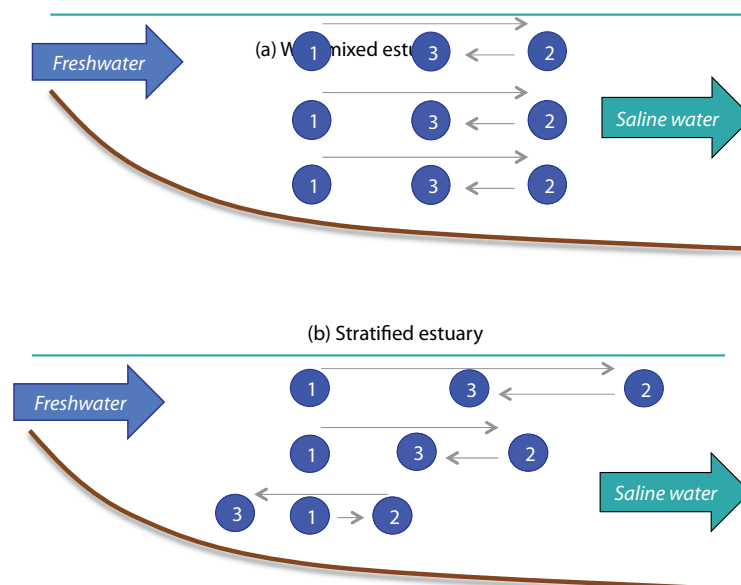 (a) mixed
1 3 2
Freshwater
1 3 2
Saline water
1 3 2
(b) Stratified estuary
1 3 2
Freshwater
1 3 2
Saline water
3 1 2